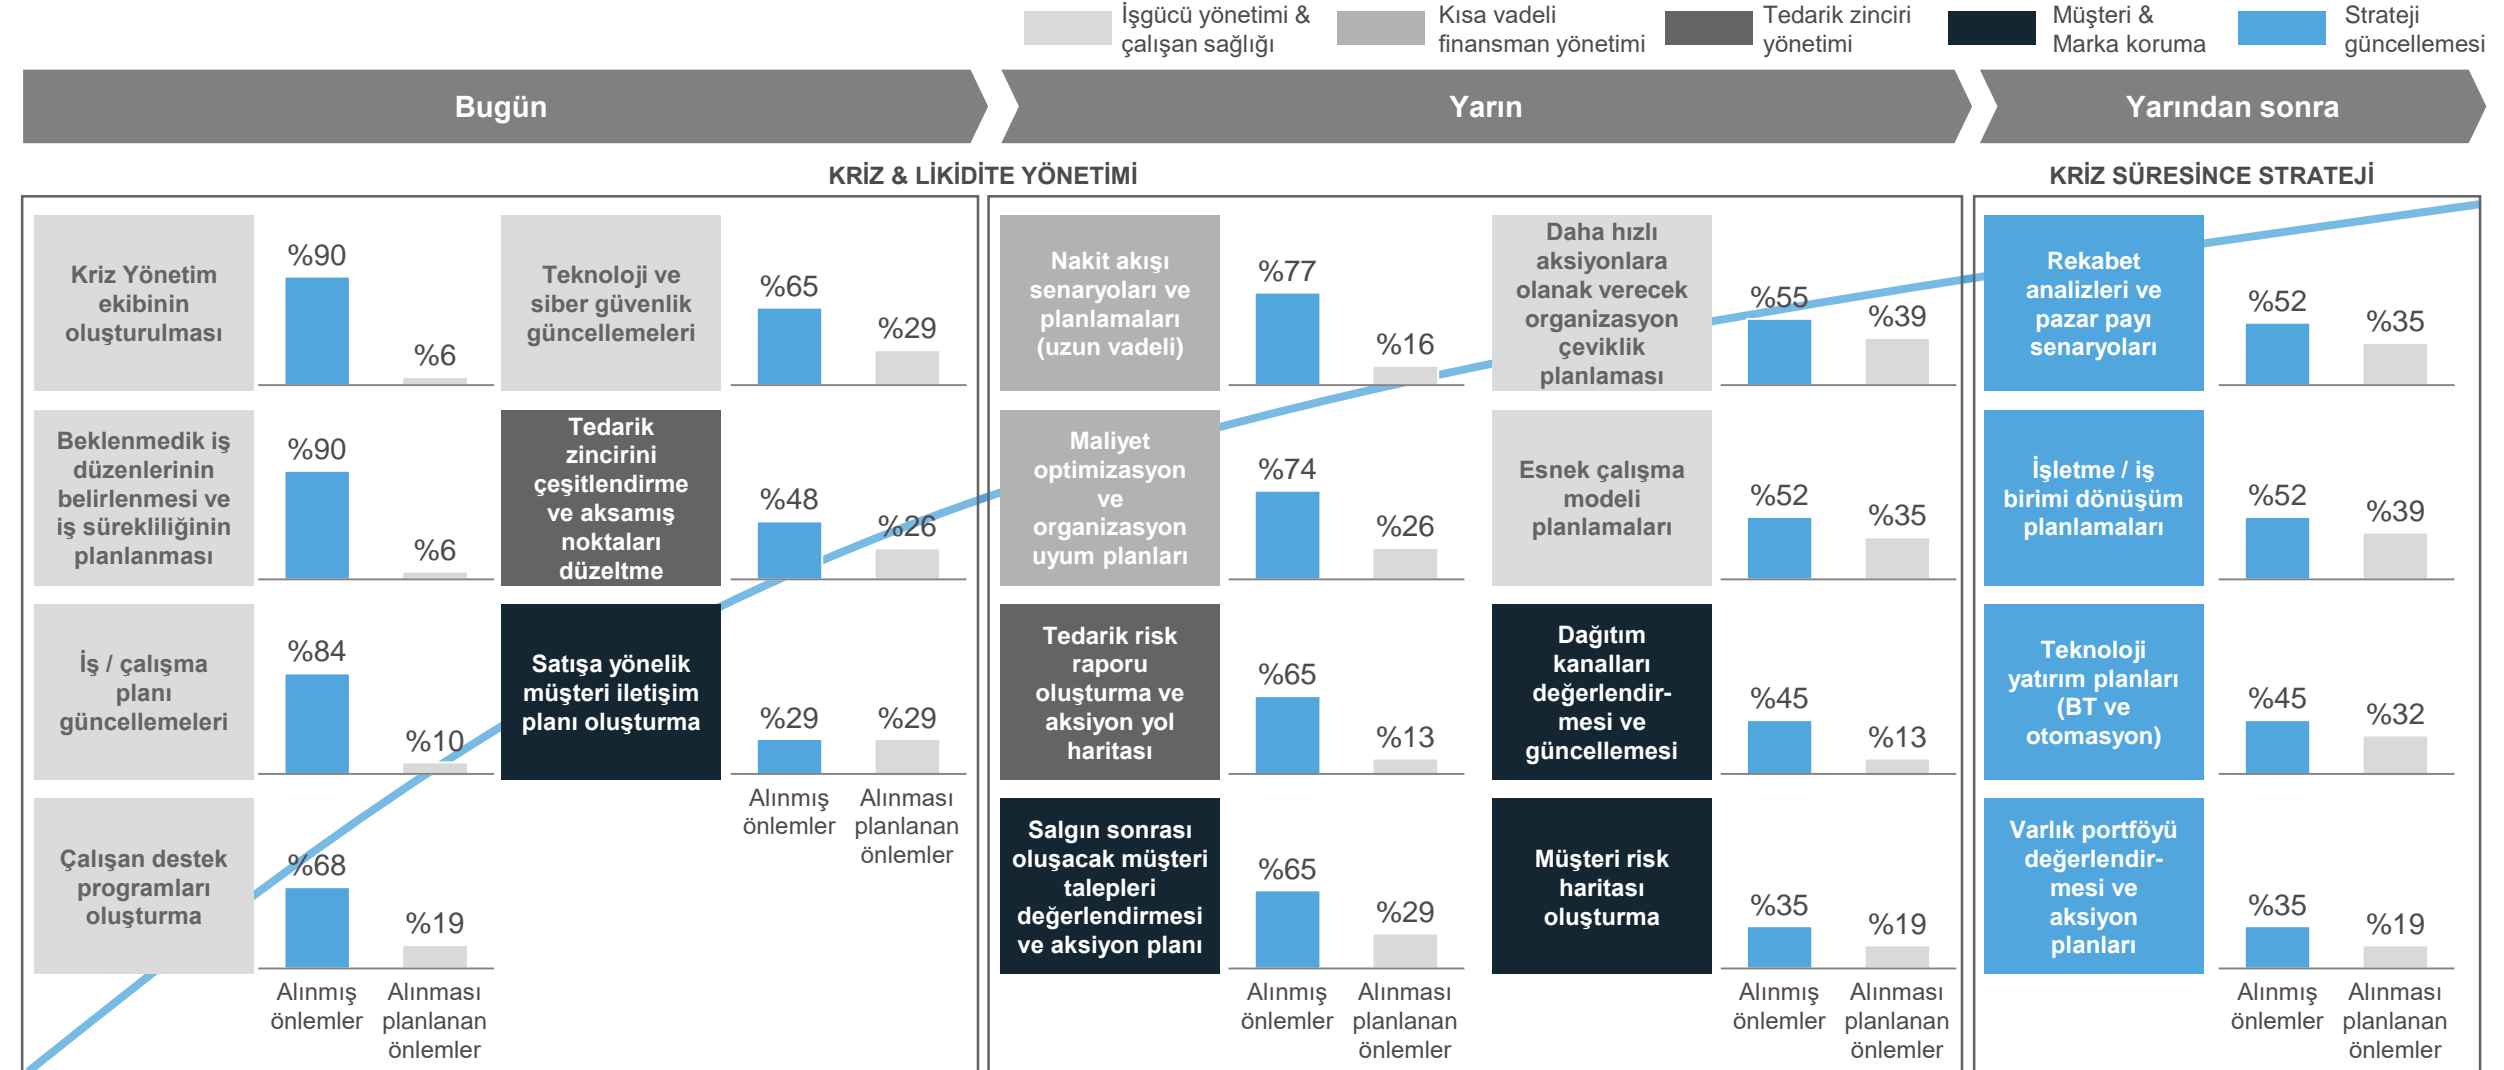 İşgücü yönetimi &
çalışan sağlığı
Kısa vadeli
finansman yönetimi
Tedarik zinciri
yönetimi
Müşteri &
Marka koruma
Strateji
güncellemesi
Bugün
Yarın
Yarından sonra
KRİZ & LİKİDİTE YÖNETİMİ
KRİZ SÜRESİNCE STRATEJİ
Kriz Yönetim
ekibinin
oluşturulması
%90
%6
Beklenmedik iş
düzenlerinin
belirlenmesi ve
iş sürekliliğinin
planlanması
%90
%6
İş / çalışma
planı
güncellemeleri
%84
%10
Çalışan destek
programları
oluşturma
%68
%19
Alınmış
önlemler
Alınması
planlanan
önlemler
Teknoloji ve
siber güvenlik
güncellemeleri
%65
%29
Tedarik
zincirini
çeşitlendirme
ve aksamış
noktaları
düzeltme
%48
%26
Satışa yönelik
müşteri iletişim
planı oluşturma
%29
%29
Alınmış
önlemler
Alınması
planlanan
önlemler
Nakit akışı
senaryoları ve
planlamaları
(uzun vadeli)
%77
%16
Maliyet
optimizasyon
ve
organizasyon
uyum planları
%74
%26
Tedarik risk
raporu
oluşturma ve
aksiyon yol
haritası
%65
%13
Salgın sonrası
oluşacak müşteri
talepleri
değerlendirmesi
ve aksiyon planı
%65
%29
Alınmış
önlemler
Alınması
planlanan
önlemler
Daha hızlı
aksiyonlara
olanak verecek
organizasyon
çeviklik
planlaması
%55
%39
Esnek çalışma
modeli
planlamaları
%52
%35
Dağıtım
kanalları
değerlendir-
mesi ve
güncellemesi
%45
%13
Müşteri risk
haritası
oluşturma
%35
%19
Alınmış
önlemler
Alınması
planlanan
önlemler
Rekabet
analizleri ve
pazar payı
senaryoları
%52
%35
İşletme / iş
birimi dönüşüm
planlamaları
%52
%39
Teknoloji
yatırım planları
(BT ve
otomasyon)
%45
%32
Varlık portföyü
değerlendir-
mesi ve
aksiyon
planları
%35
%19
Alınmış
önlemler
Alınması
planlanan
önlemler